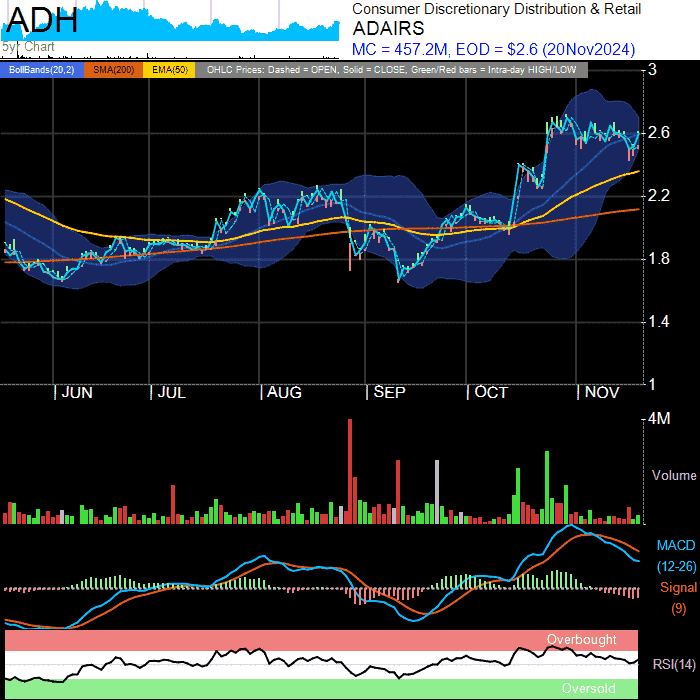 ADH
5yr Chart
Consumer Discretionary Distribution & Retail
ADAIRS
MC = 457.2M, EOD = $2.6 (20Nov2024)
BollBands(20,2) SMA(200) EMA(50) OHLC Prices: Dashed = OPEN, Solid = CLOSE, Green/Red bars = Intra-day HIGH/LOW
3
2.6
2.2
1.8
1.4
1
JUN JUL AUG SEP OCT NOV
4M
Volume
MACD
(12-26)
Signal
(9)
Overbought
RSI(14)
Oversold